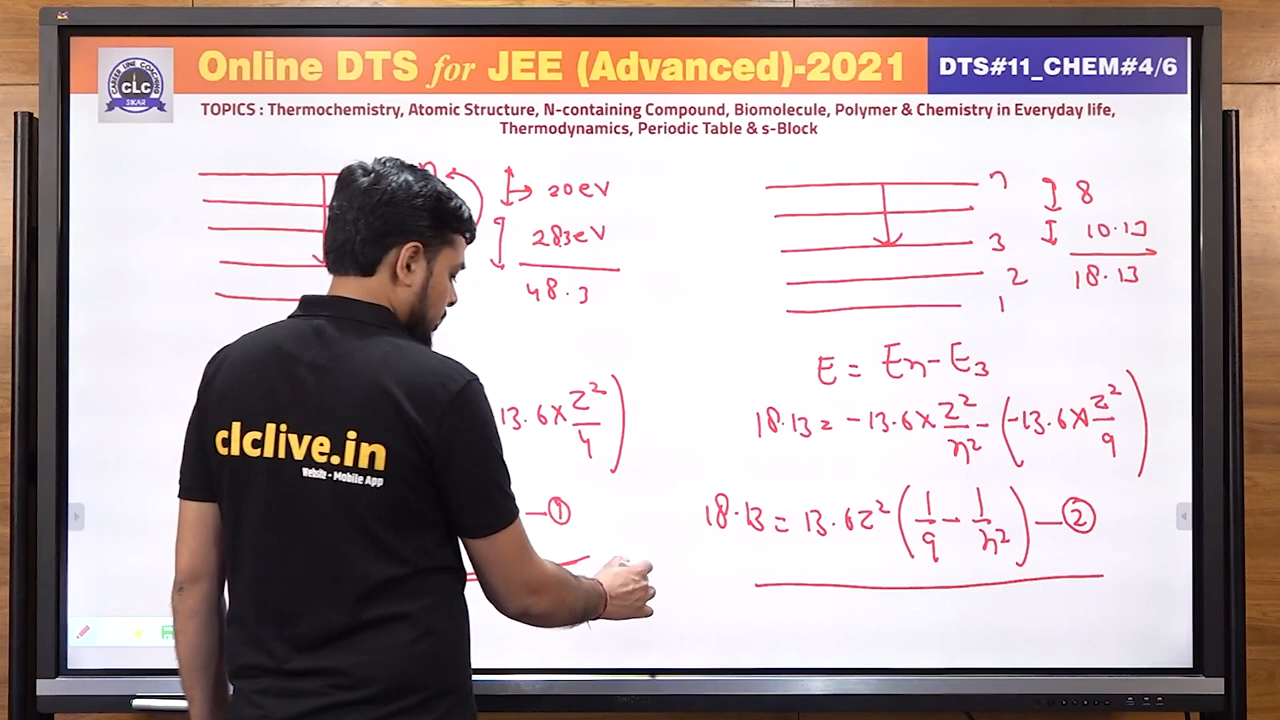 Online DTS for JEE (Advanced)-2021
DTS#11_CHEM#4/6
CAREER LINE COACHING
CLC
SIKAR
TOPICS : Thermochemistry, Atomic Structure, N-containing Compound, Biomolecule, Polymer & Chemistry in Everyday life,
Thermodynamics, Periodic Table & s-Block
n
20eV
283eV
48.3
13.6×Z²/4)
—①
n
3
2
1
8
10.13
18.13
E = En-E3
18.13 = -13.6×Z²/n² - (-13.6×Z²/9)
18.13 = 13.6Z² (1/9 - 1/n²) —②
clclive.in
Website - Mobile App